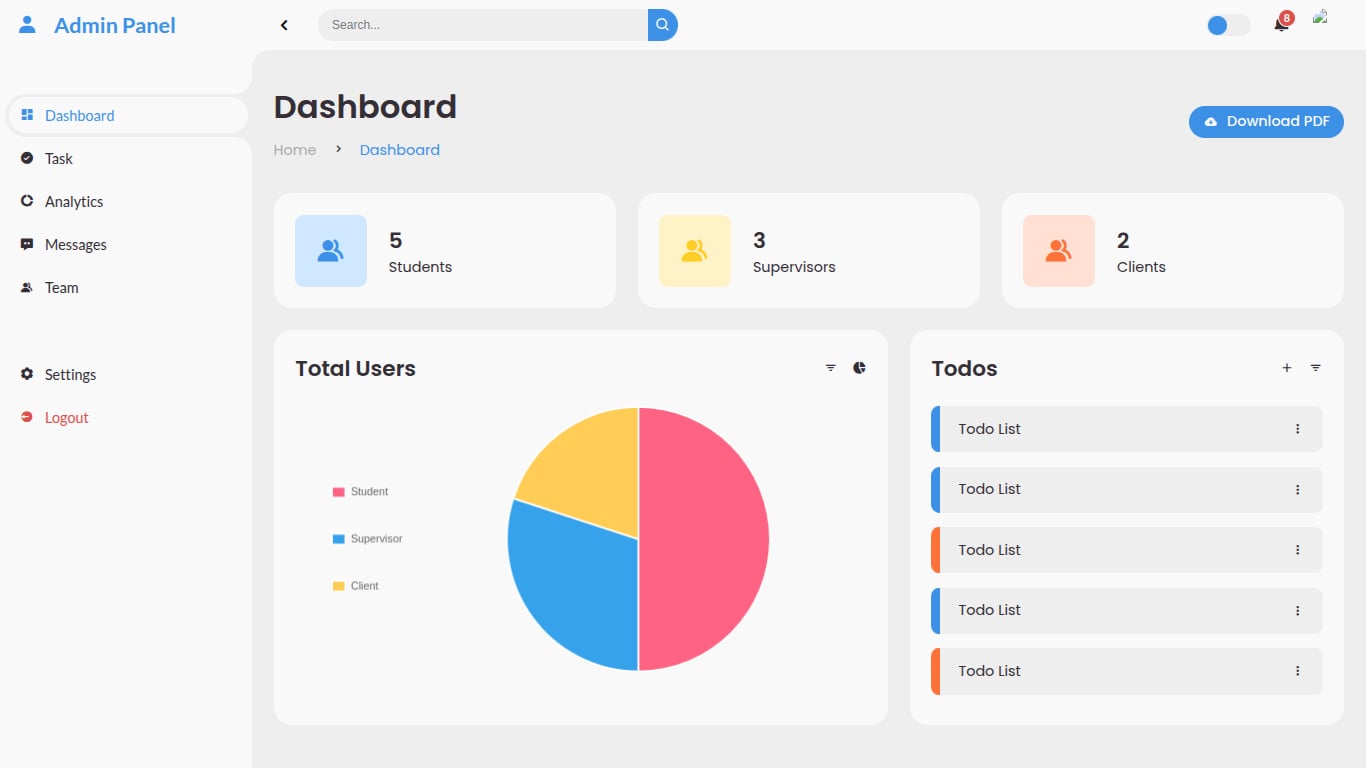 Admin Panel
Search...
8
Dashboard
Task
Analytics
Messages
Team
Settings
Logout
Dashboard
Home
Dashboard
Download PDF
5
Students
3
Supervisors
2
Clients
Total Users
Student
Supervisor
Client
Todos
Todo List
Todo List
Todo List
Todo List
Todo List